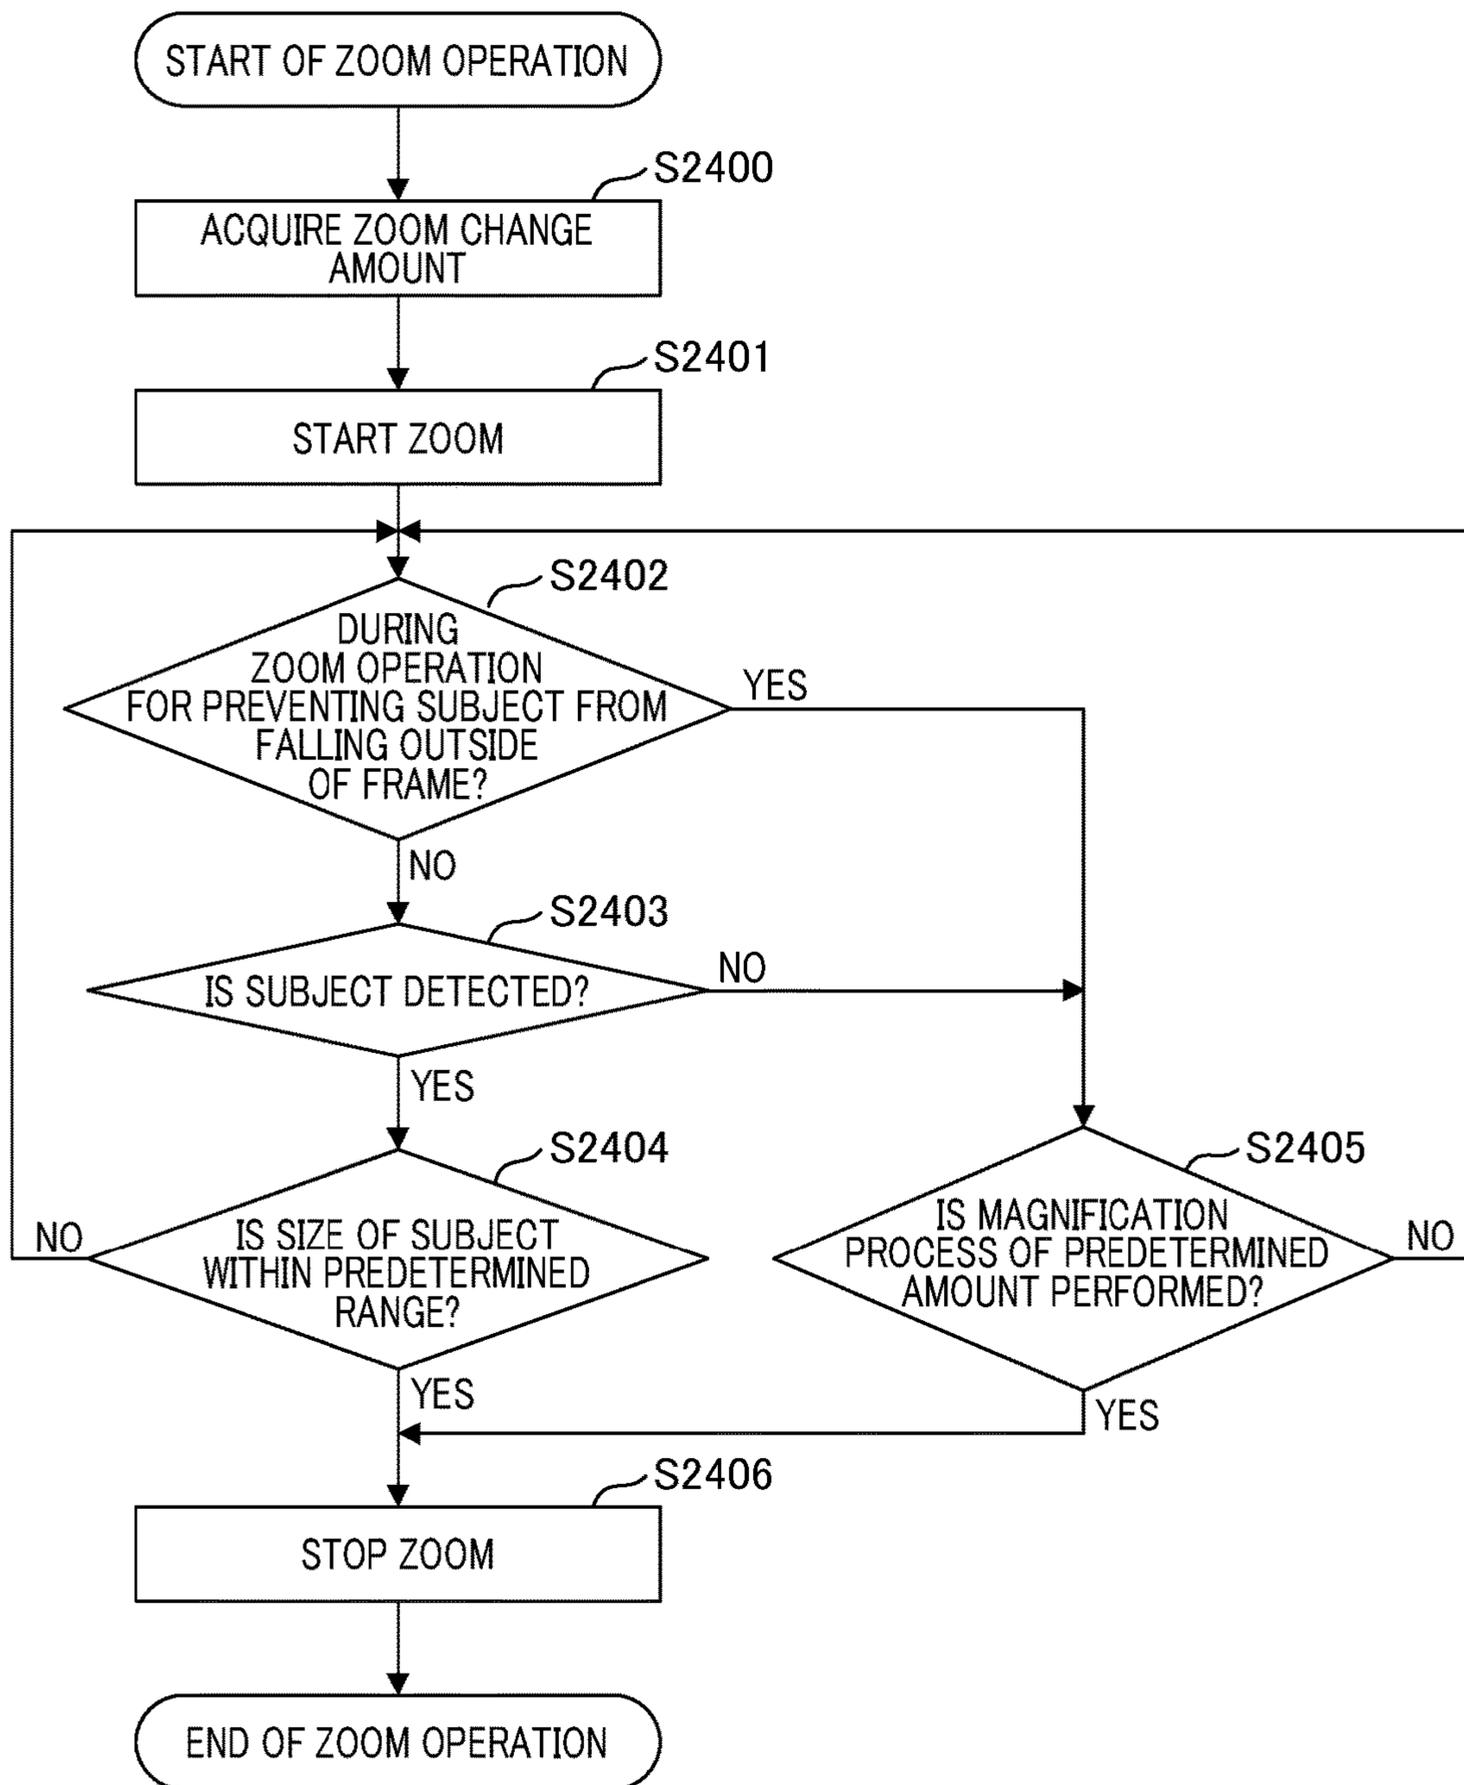 START OF ZOOM OPERATION
S2400
ACQUIRE ZOOM CHANGE
AMOUNT
S2401
START ZOOM
S2402
DURING
ZOOM OPERATION
FOR PREVENTING SUBJECT FROM
FALLING OUTSIDE
OF FRAME?
YES
NO
S2403
IS SUBJECT DETECTED?
NO
YES
S2404
IS SIZE OF SUBJECT
WITHIN PREDETERMINED
RANGE?
NO
YES
S2405
IS MAGNIFICATION
PROCESS OF PREDETERMINED
AMOUNT PERFORMED?
NO
YES
S2406
STOP ZOOM
END OF ZOOM OPERATION